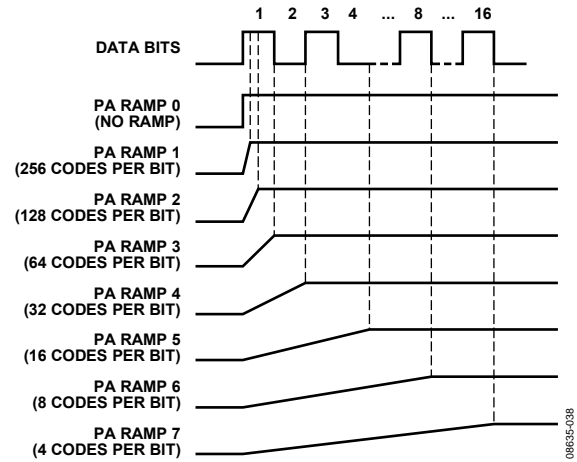 1 2 3 4 ... 8 ... 16
DATA BITS
PA RAMP 0
(NO RAMP)
PA RAMP 1
(256 CODES PER BIT)
PA RAMP 2
(128 CODES PER BIT)
PA RAMP 3
(64 CODES PER BIT)
PA RAMP 4
(32 CODES PER BIT)
PA RAMP 5
(16 CODES PER BIT)
PA RAMP 6
(8 CODES PER BIT)
PA RAMP 7
(4 CODES PER BIT)
08635-038